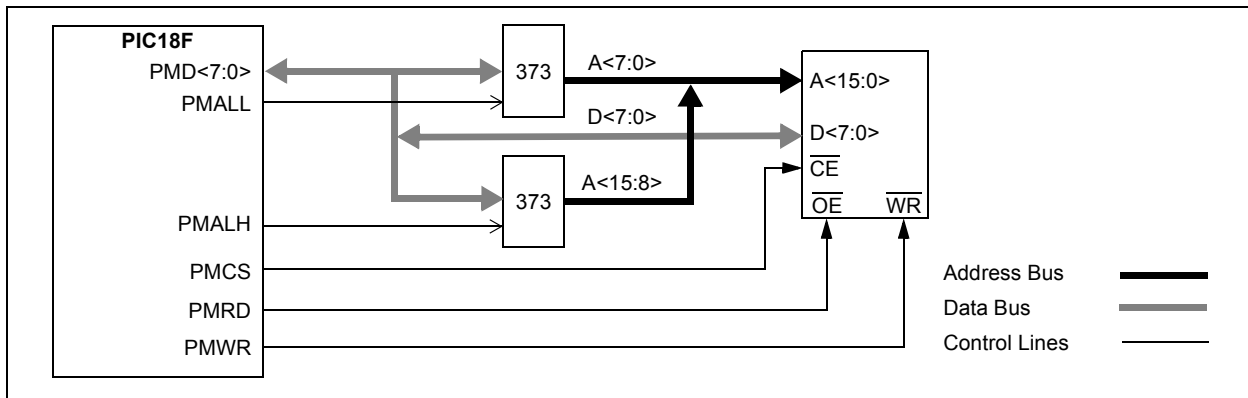 PIC18F
PMD<7:0>
PMALL
PMALH
PMCS
PMRD
PMWR
373
373
A<7:0>
D<7:0>
A<15:8>
A<15:0>
D<7:0>
CE
OE WR
Address Bus
Data Bus
Control Lines